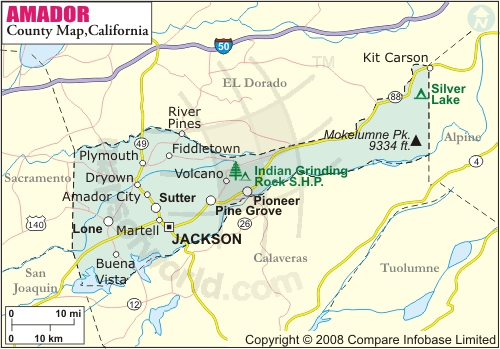 AMADOR
County Map,California
50
TM
Kit Carson
EL Dorado
88
Silver
Lake
River
Pines
Mokelumne Pk.
9334 ft.
Alpine
49
Fiddletown
Plymouth
Volcano
Indian Grinding
Rock S.H.P.
Sacramento
Dryown
Amador City
Sutter
Pioneer
Pine Grove
140
Lone
Martell
JACKSON
26
Buena
Vista
Calaveras
San
Joaquin
Tuolumne
12
12
0
10 mi
0
10 km
Copyright © 2008 Compare Infobase Limited